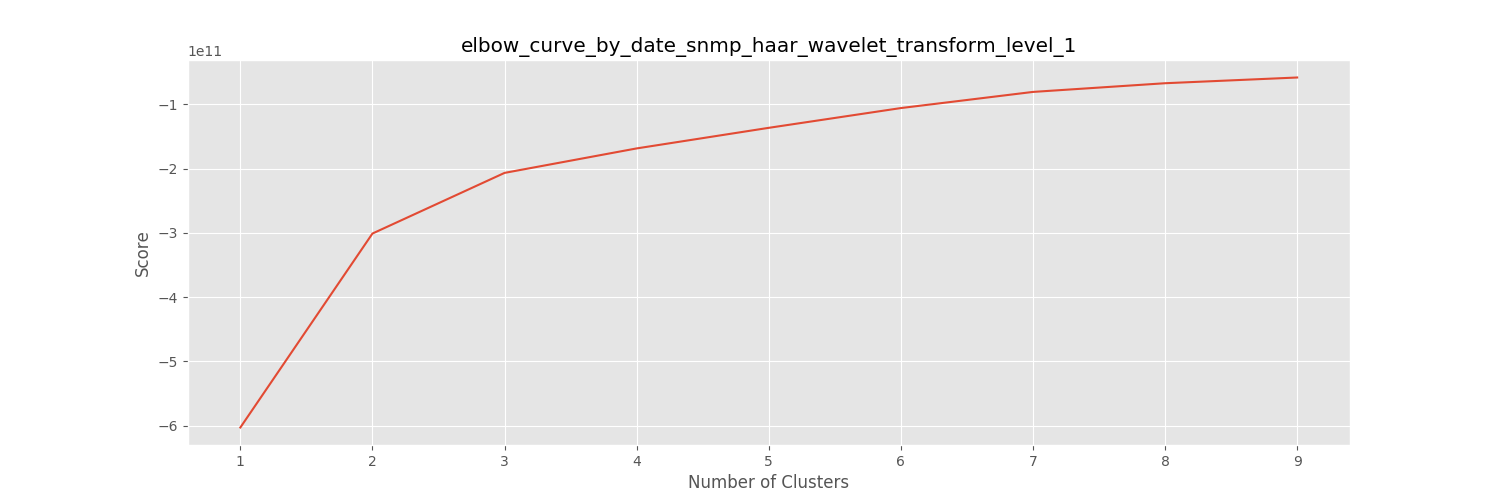 elbow_curve_by_date_snmp_haar_wavelet_transform_level_1
1e11
−1
−2
−3
−4
−5
−6
Score
1 2 3 4 5 6 7 8 9
Number of Clusters